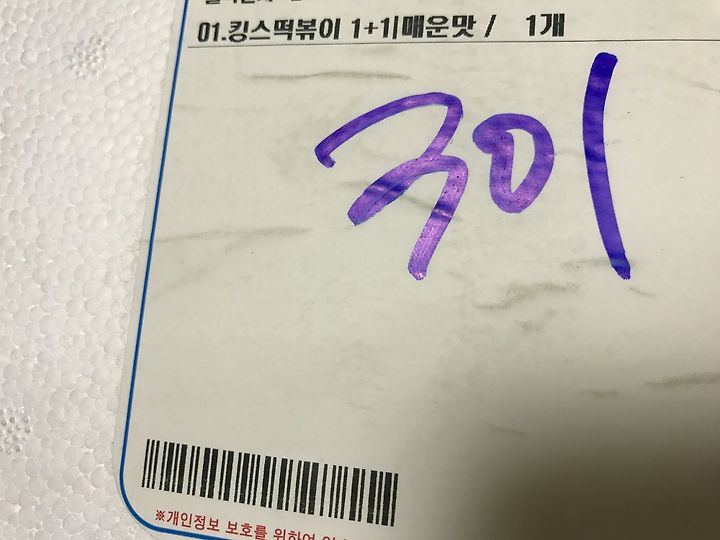 01.킹스떡볶이 1+1|매운맛 / 1개
301
※개인정보 보호를 위하여